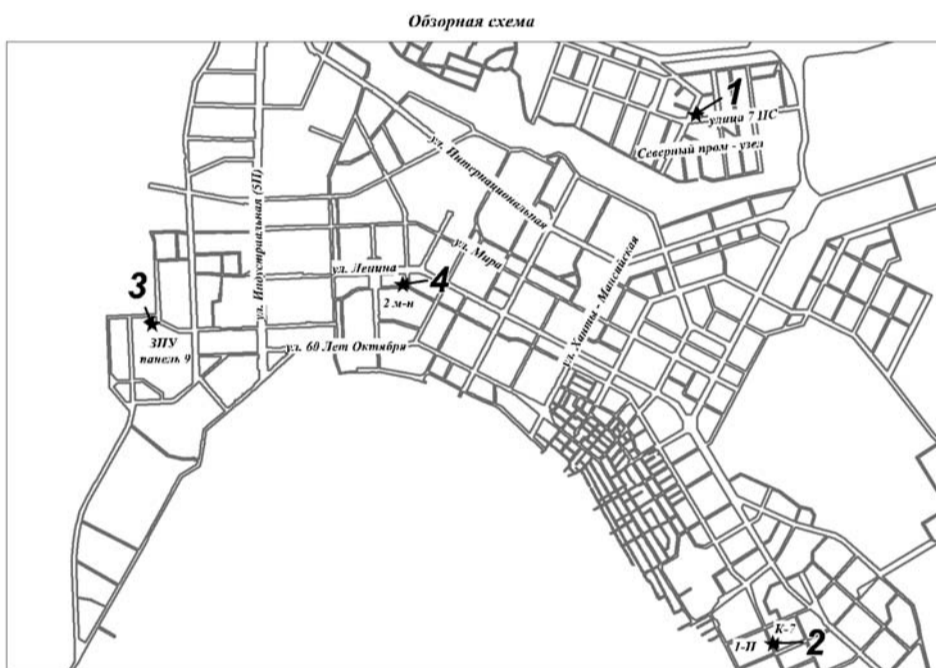 Обзорная схема
1
улица 7 ПС
Северный пром - узел
ул. Интернациональная
ул. Индустриальная (5П)
ул. Мира
ул. Ленина
4
2 м-н
3
ЗПУ
панель 9
ул. 60 Лет Октября
ул. Ханты - Мансийская
К-7
1-П
2